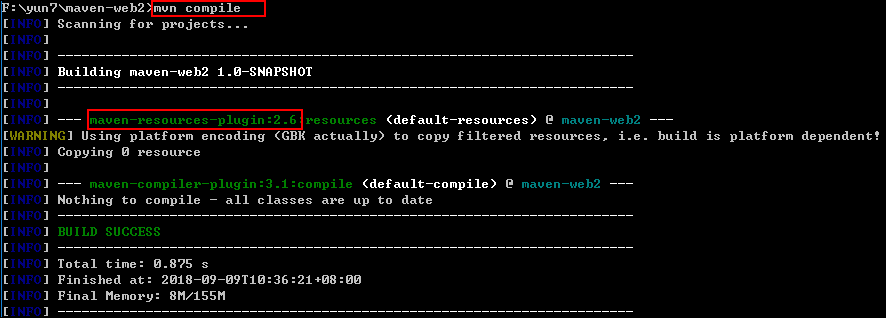 F:\yun7\maven-web2>mvn compile
[INFO] Scanning for projects...
[INFO]
[INFO] ------------------------------------------------------------------------
[INFO] Building maven-web2 1.0-SNAPSHOT
[INFO] ------------------------------------------------------------------------
[INFO]
[INFO] --- maven-resources-plugin:2.6:resources (default-resources) @ maven-web2 ---
[WARNING] Using platform encoding (GBK actually) to copy filtered resources, i.e. build is platform dependent!
[INFO] Copying 0 resource
[INFO]
[INFO] --- maven-compiler-plugin:3.1:compile (default-compile) @ maven-web2 ---
[INFO] Nothing to compile - all classes are up to date
[INFO] ------------------------------------------------------------------------
[INFO] BUILD SUCCESS
[INFO] ------------------------------------------------------------------------
[INFO] Total time: 0.875 s
[INFO] Finished at: 2018-09-09T10:36:21+08:00
[INFO] Final Memory: 8M/155M
[INFO] ------------------------------------------------------------------------